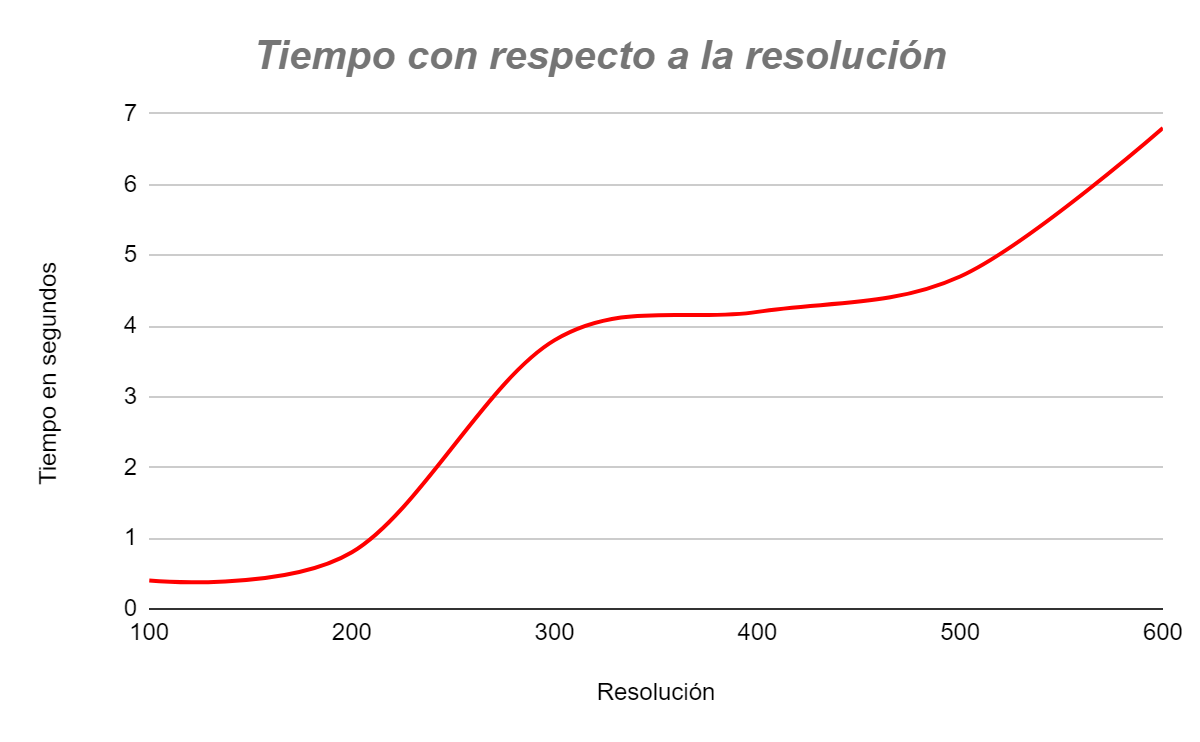 Tiempo con respecto a la resolución
7
6
5
4
3
2
1
0
Tiempo en segundos
100 200 300 400 500 600
Resolución